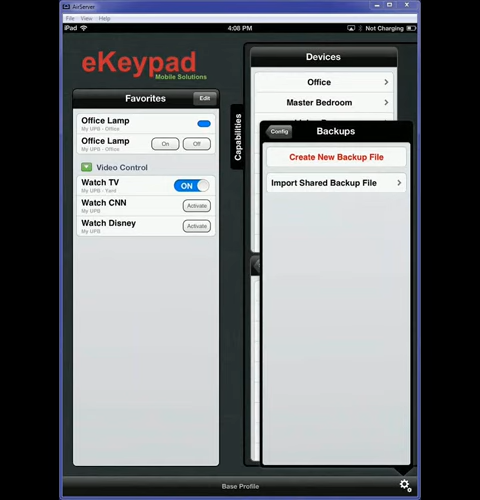 AirServer
File View Help
iPad 4:08 PM Not Charging
eKeypad
Mobile Solutions
Favorites Edit
Office Lamp
My UPB - Office
Office Lamp On Off
My UPB - Office
Video Control
Watch TV ON
My UPB - Yard
Watch CNN Activate
My UPB
Watch Disney Activate
My UPB
Capabilities
Devices
Office
Master Bedroom
Config Backups
Create New Backup File
Import Shared Backup File
Base Profile